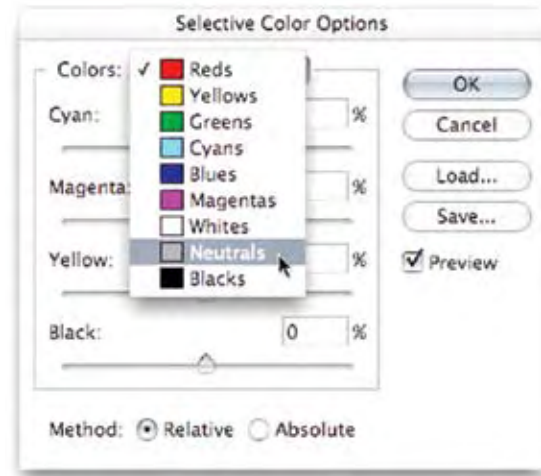 Selective Color Options
Colors: ✓ Reds
Yellows
Greens
Cyans
Blues
Magentas
Whites
Neutrals
Blacks
Cyan: %
Magenta: %
Yellow: %
Black: 0 %
Method: Relative Absolute
OK
Cancel
Load...
Save...
Preview